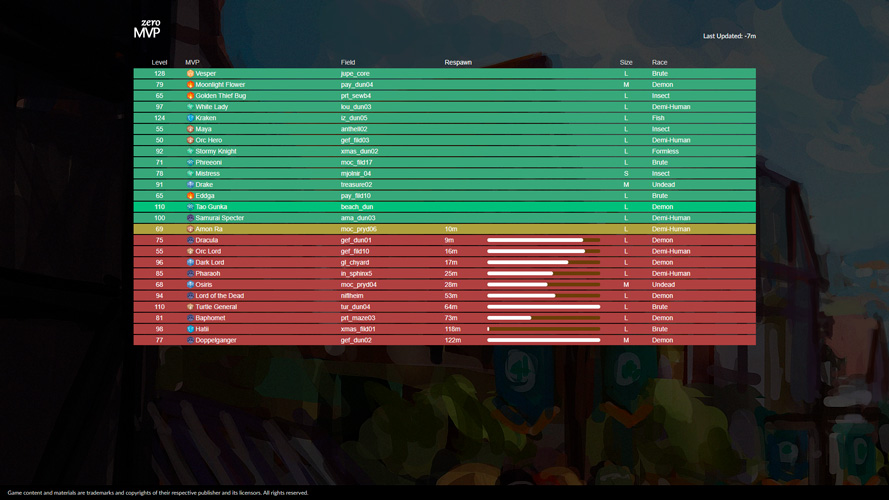 zero
MVP
Last Updated: -7m
Level MVP Field Respawn Size Race
128 Vesper jupe_core L Brute
79 Moonlight Flower pay_dun04 M Demon
65 Golden Thief Bug prt_sewb4 L Insect
97 White Lady lou_dun03 L Demi-Human
124 Kraken iz_dun05 L Fish
55 Maya anthell02 L Insect
50 Orc Hero gef_fild03 L Demi-Human
92 Stormy Knight xmas_dun02 L Formless
71 Phreeoni moc_fild17 L Brute
78 Mistress mjolnir_04 S Insect
91 Drake treasure02 M Undead
65 Eddga pay_fild10 L Brute
110 Tao Gunka beach_dun L Demon
100 Samurai Specter ama_dun03 L Demi-Human
69 Amon Ra moc_pryd06 10m L Demi-Human
75 Dracula gef_dun01 9m L Demon
55 Orc Lord gef_fild10 16m L Demi-Human
96 Dark Lord gl_chyard 17m L Demon
85 Pharaoh in_sphinx5 25m L Demi-Human
68 Osiris moc_pryd04 28m M Undead
94 Lord of the Dead niflheim 53m L Demon
110 Turtle General tur_dun04 64m L Brute
81 Baphomet prt_maze03 73m L Demon
98 Hatii xmas_fild01 118m L Brute
77 Doppelganger gef_dun02 122m M Demon
Game content and materials are trademarks and copyrights of their respective publisher and its licensors. All rights reserved.